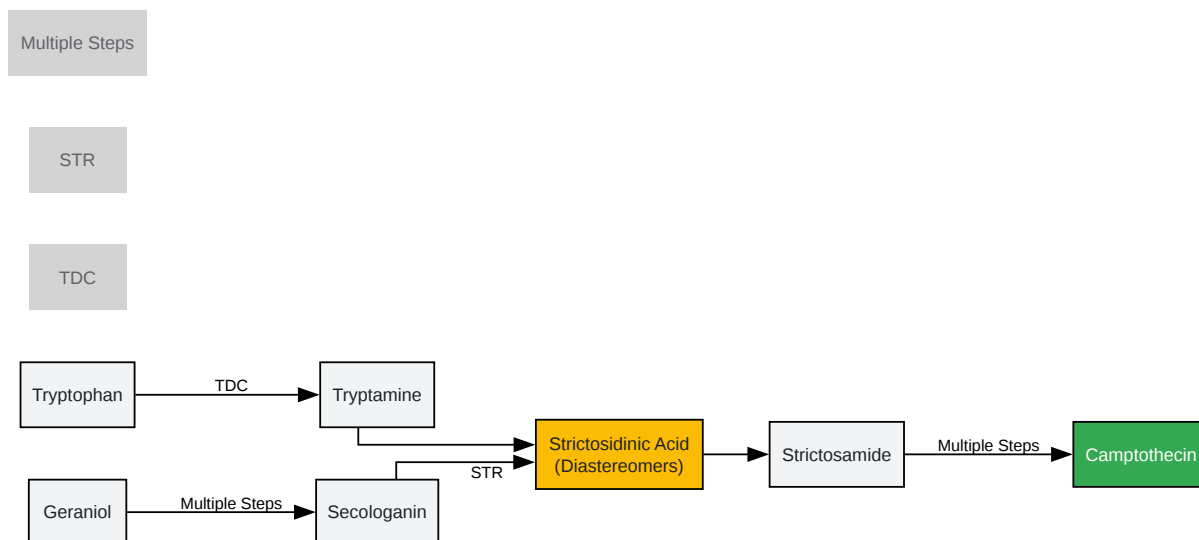 Multiple Steps
STR
TDC
Tryptophan
TDC
Tryptamine
Strictosidinic Acid
(Diastereomers)
Strictosamide
Multiple Steps
Camptothecin
STR
Geraniol
Multiple Steps
Secologanin